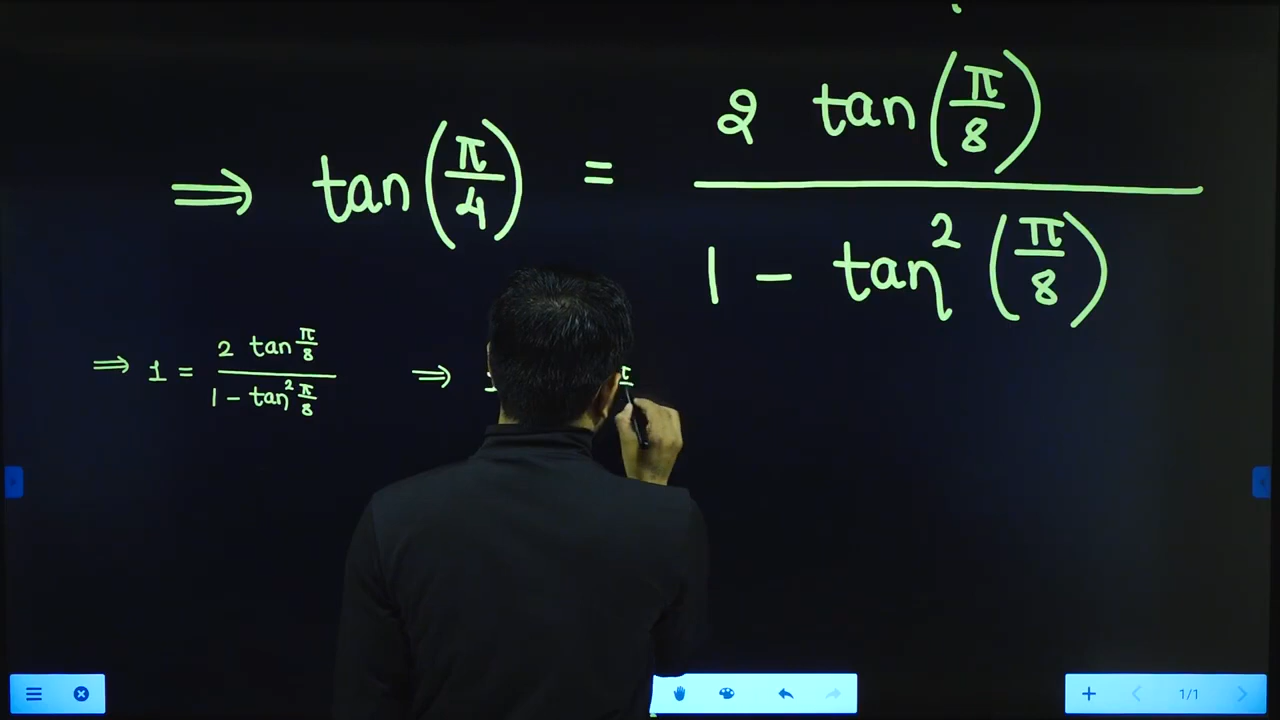 ⇒ tan(π/4) = 2 tan(π/8) / 1 - tan²(π/8)
⇒ 1 = 2 tan π/8 / 1 - tan² π/8 ⇒
1/1